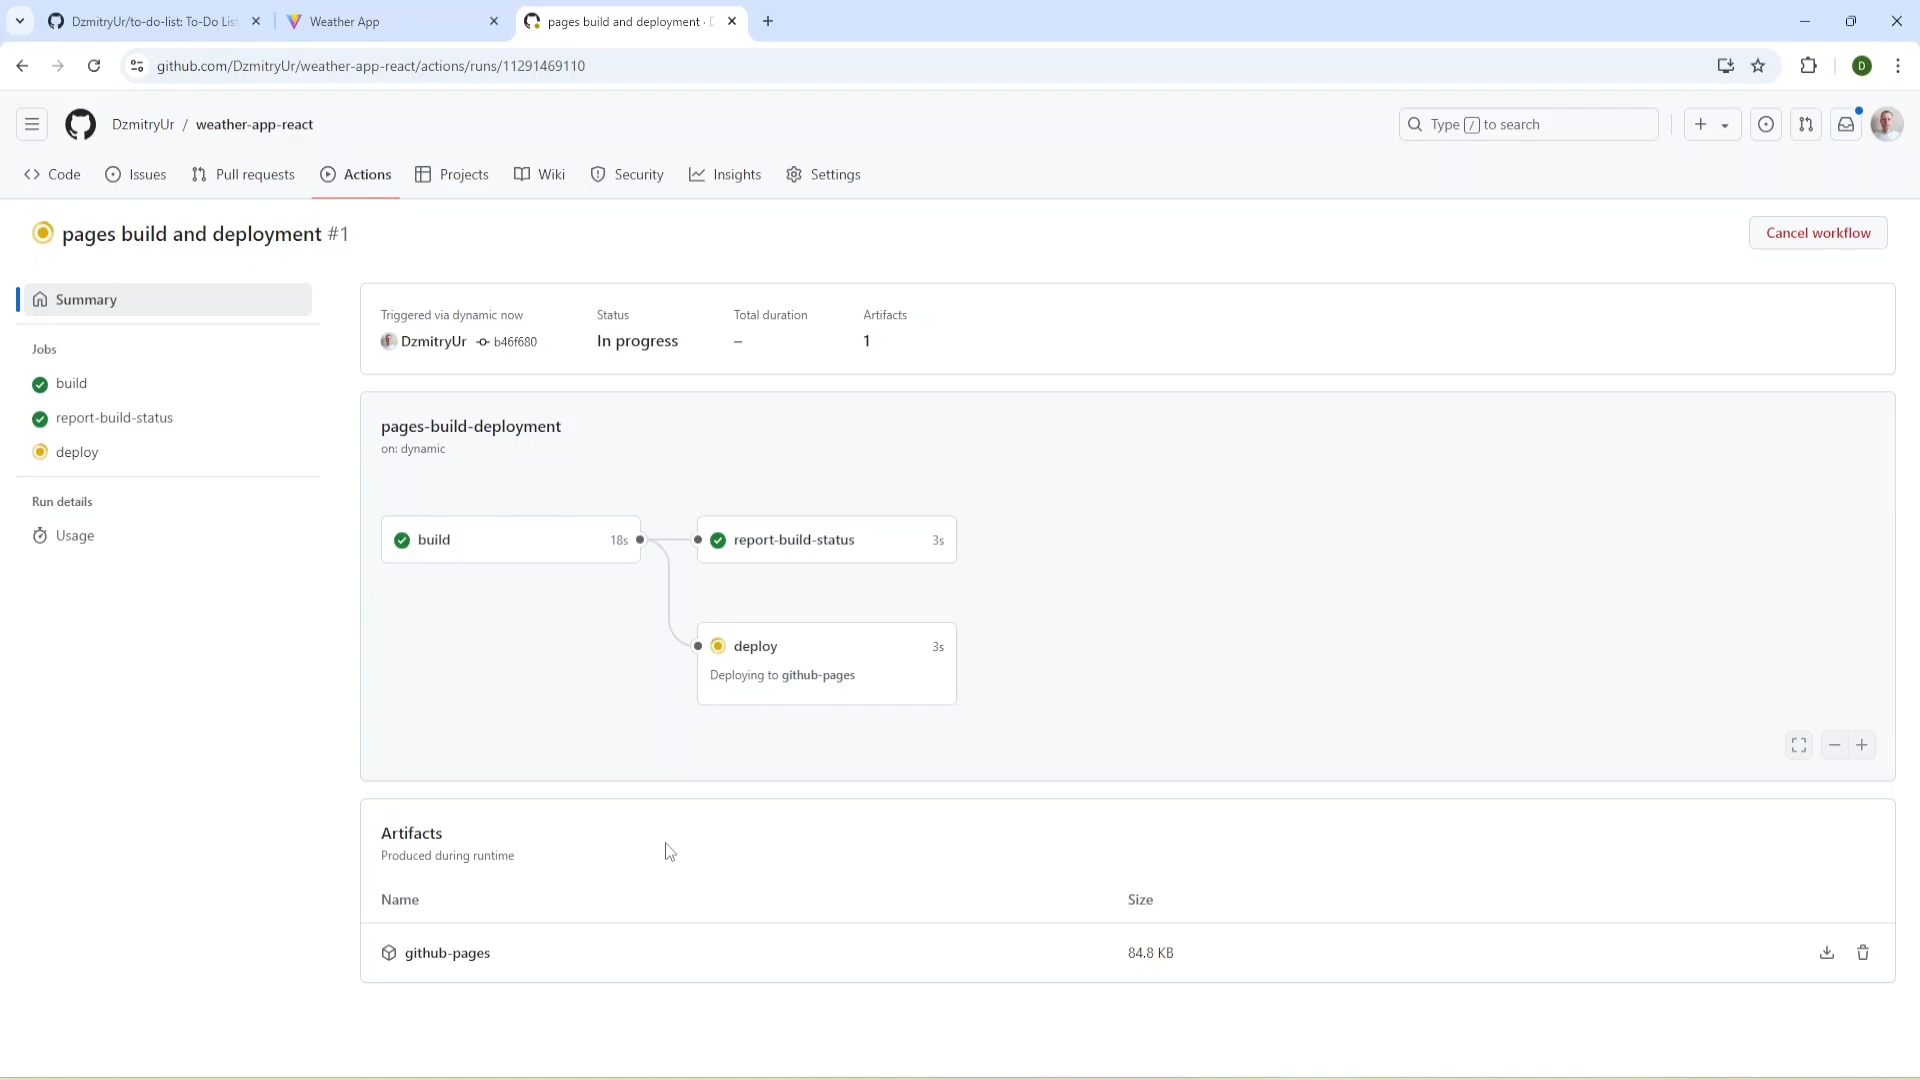 DzmitryUr/to-do-list: To-Do Lis
Weather App
pages build and deployment · D
github.com/DzmitryUr/weather-app-react/actions/runs/11291469110
D
DzmitryUr / weather-app-react
Type / to search
Code
Issues
Pull requests
Actions
Projects
Wiki
Security
Insights
Settings
pages build and deployment #1
Cancel workflow
Summary
Jobs
build
report-build-status
deploy
Run details
Usage
Triggered via dynamic now
Status
Total duration
Artifacts
DzmitryUr b46f680
In progress
–
1
pages-build-deployment
on: dynamic
build 18s
report-build-status 3s
deploy 3s
Deploying to github-pages
Artifacts
Produced during runtime
Name
Size
github-pages
84.8 KB